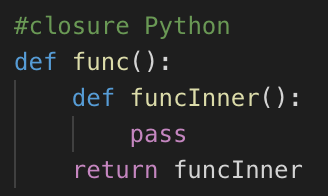 #closure Python
def func():
    def funcInner():
        pass
    return funcInner